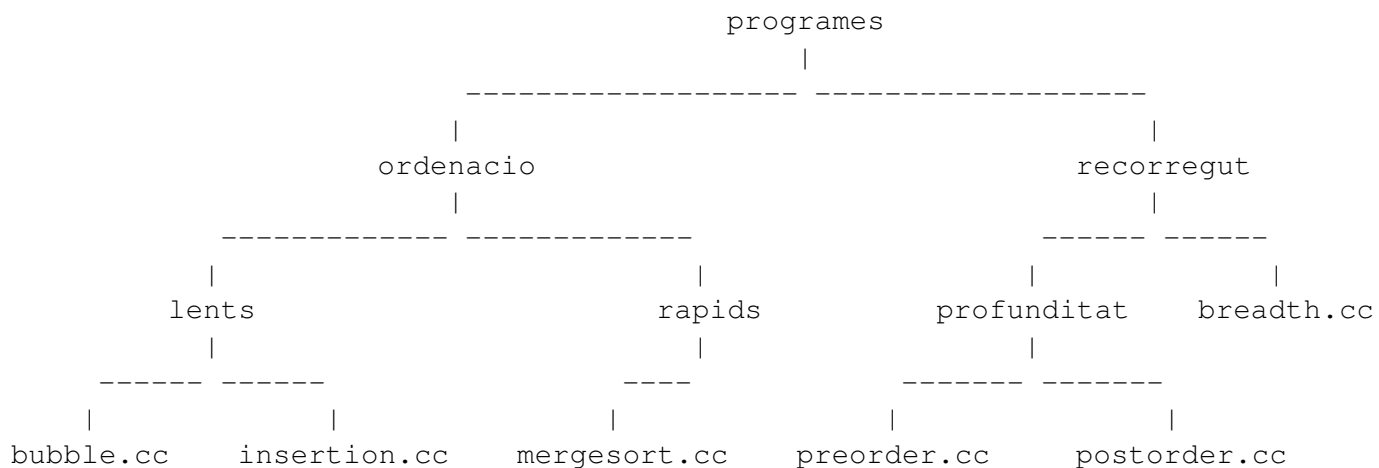 programes
ordenacio recorregut
lents rapids profunditat breadth.cc
bubble.cc insertion.cc mergesort.cc preorder.cc postorder.cc